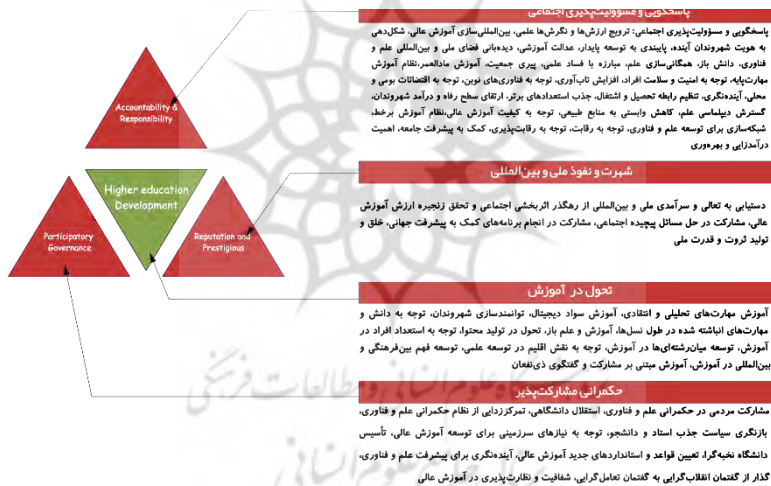 پاسخگویی و مسوولیت‌پذیری اجتماعی
پاسخگویی و مسؤولیت‌پذیری اجتماعی: ترویج ارزش‌ها و نگرش‌ها علمی، بین‌المللی‌سازی آموزش عالی، شکل‌دهی
به هویت شهروندان آینده، پایبندی به توسعه پایدار، عدالت آموزشی، دیده‌بانی فضای ملی و بین‌المللی علم و
فناوری، دانش باز، همگانی‌سازی علم، مبارزه با فساد علمی، پیری جمعیت، آموزش مادالعمر،نظام آموزش
مهارت‌پایه، توجه به امنیت و سلامت افراد، افزایش تاب‌آوری، توجه به فناوری‌های نوین، توجه به اقتضائات بومی و
محلی، آینده‌نگری، تنظیم رابطه تحصیل و اشتغال، جذب استعدادهای برتر، ارتقای سطح رفاه و درآمد شهروندان،
گسترش دیپلماسی علم، کاهش وابستی به منابع طبیعی، توجه به کیفیت آموزش عالی،نظام آموزش برخط،
شبکه‌سازی برای توسعه علم و فناوری، توجه به رقابت، توجه به رقابت‌پذیری، کمک به پیشرفت جامعه، اهمیت
درآمدزایی و بهره‌وری
Accountability &
Responsibility
شهرت و نفوذ ملی و بین‌المللی
دستیابی به تعالی و سرآمدی ملی و بین‌المللی از رهگذر اثربخشی اجتماعی و تحقق زنجیره ارزش آموزش
عالی، مشارکت در حل مسائل پیچیده اجتماعی، مشارکت در انجام برنامه‌های کمک به پیشرفت جهانی، خلق و
تولید ثروت و قدرت ملی
Higher education
Development
Participatory
Governance
Reputation and
Prestigious
تحول در آموزش
آموزش مهارت‌های تحلیلی و انتقادی، آموزش سواد دیجیتال، توانمندسازی شهروندان، توجه به دانش و
مهارت‌های انباشته شده در طول نسل‌ها، آموزش و علم باز، تحول در تولید محتوا، توجه به استعداد افراد در
آموزش، توسعه میان‌رشته‌ای‌ها در آموزش، توجه به نقش اقلیم در توسعه علمی، توسعه فهم بین‌فرهنگی و
بین‌المللی در آموزش، آموزش مبتنی بر مشارکت و گفتگوی ذی‌نفعان
حکمرانی مشارکت‌پذیر
مشارکت مردمی در حکمرانی علم و فناوری، استقلال دانشگاهی، تمرکززدایی از نظام حکمرانی علم و فناوری،
بازنگری سیاست جذب استاد و دانشجو، توجه به نیازهای سرزمینی برای توسعه آموزش عالی، تأسیس
دانشگاه نخبه‌گرا، تعیین قواعد و استانداردهای جدید آموزش عالی، آینده‌نگری برای پیشرفت علم و فناوری،
گذار از گفتمان انقلاب‌گرایی به گفتمان تعامل‌گرایی، شفافیت و نظارت‌پذیری در آموزش عالی